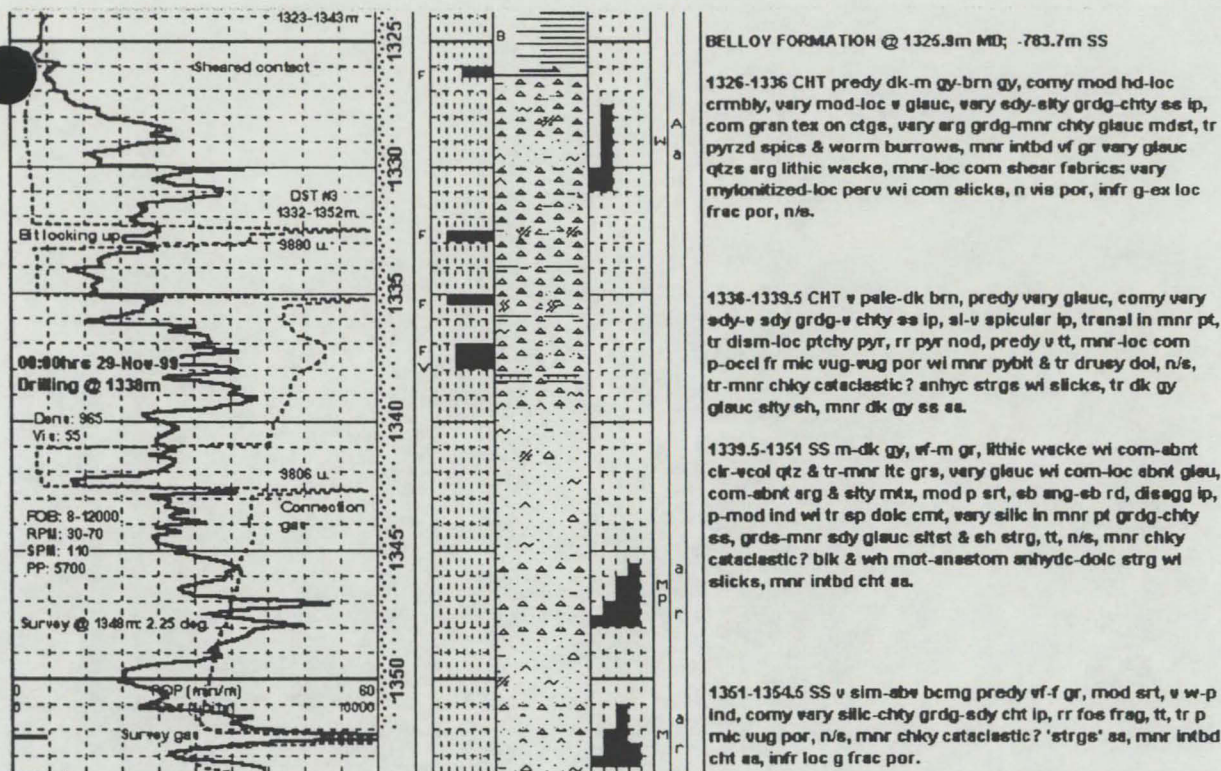 1323-1343m
1325
B
Sheared contact
F
1330
DST #3
1332-1352m.
Bit locking up
F
9880 u.
1335
F
F
V
00:00hrs 29-Nov-99
Drilling @ 1338m
1340
Dens: 965
Vis: 55
9806 u.
Connection
gas
FOB: 8-12000
RPM: 30-70
SPM: 110
PP: 5700
1345
Survey @ 1348m: 2.25 deg.
1350
0 ROP (min/m) 60
0 10000
Survey gas
A
W
a
a
M
P
r
a
M
r
BELLOY FORMATION @ 1325.9m MD; -783.7m SS
1326-1336 CHT predy dk-m gy-brn gy, comy mod hd-loc
crmbly, vary mod-loc v glauc, vary sdy-slty grdg-chty ss ip,
com gran tex on ctgs, vary arg grdg-mnr chty glauc mdst, tr
pyrzd spics & worm burrows, mnr intbd vf gr vary glauc
qtzs arg lithic wacke, mnr-loc com shear fabrics: vary
mylonitized-loc perv wi com slicks, n vis por, infr g-ex loc
frac por, n/s.
1336-1339.5 CHT v pale-dk brn, predy vary glauc, comy vary
sdy-v sdy grdg-v chty ss ip, sl-v spicular ip, transl in mnr pt,
tr dism-loc ptchy pyr, rr pyr nod, predy v tt, mnr-loc com
p-occl fr mic vug-vug por wi mnr pybit & tr drusy dol, n/s,
tr-mnr chky cataclastic? anhyc strgs wi slicks, tr dk gy
glauc slty sh, mnr dk gy ss aa.
1339.5-1351 SS m-dk gy, vf-m gr, lithic wacke wi com-abnt
clr-vcol qtz & tr-mnr ltc grs, vary glauc wi com-loc abnt glau,
com-abnt arg & slty mtx, mod p srt, sb ang-sb rd, disagg ip,
p-mod ind wi tr sp dolc cmt, vary silic in mnr pt grdg-chty
ss, grds-mnr sdy glauc sltst & sh strg, tt, n/s, mnr chky
cataclastic? blk & wh mot-anastom anhydc-dolc strg wi
slicks, mnr intbd cht aa.
1351-1354.5 SS v sim-abv bcmg predy vf-f gr, mod srt, v w-p
ind, comy vary silic-chty grdg-sdy cht ip, rr fos frag, tt, tr p
mic vug por, n/s, mnr chky cataclastic? 'strgs' aa, mnr intbd
cht aa, infr loc g frac por.